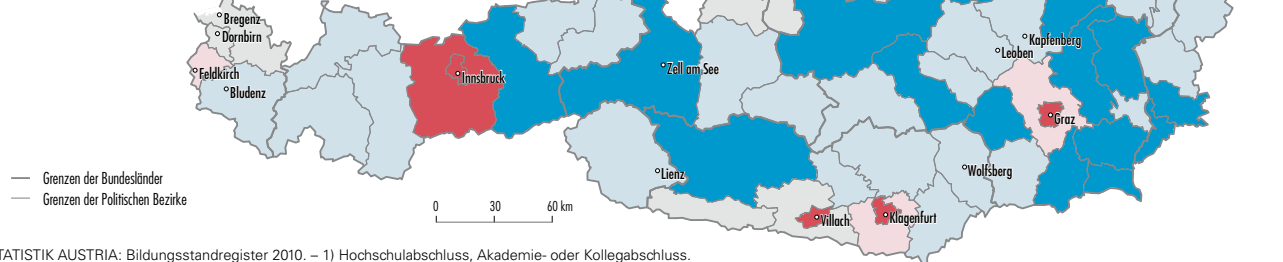 Bregenz
Dornbirn
Kapfenberg
Leoben
Feldkirch
Innsbruck
Zell am See
Bludenz
Graz
Lienz
Wolfsberg
Grenzen der Bundesländer
Grenzen der Politischen Bezirke
0 30 60 km
Villach
Klagenfurt
TATISTIK AUSTRIA: Bildungsstandregister 2010. – 1) Hochschulabschluss, Akademie- oder Kollegabschluss.